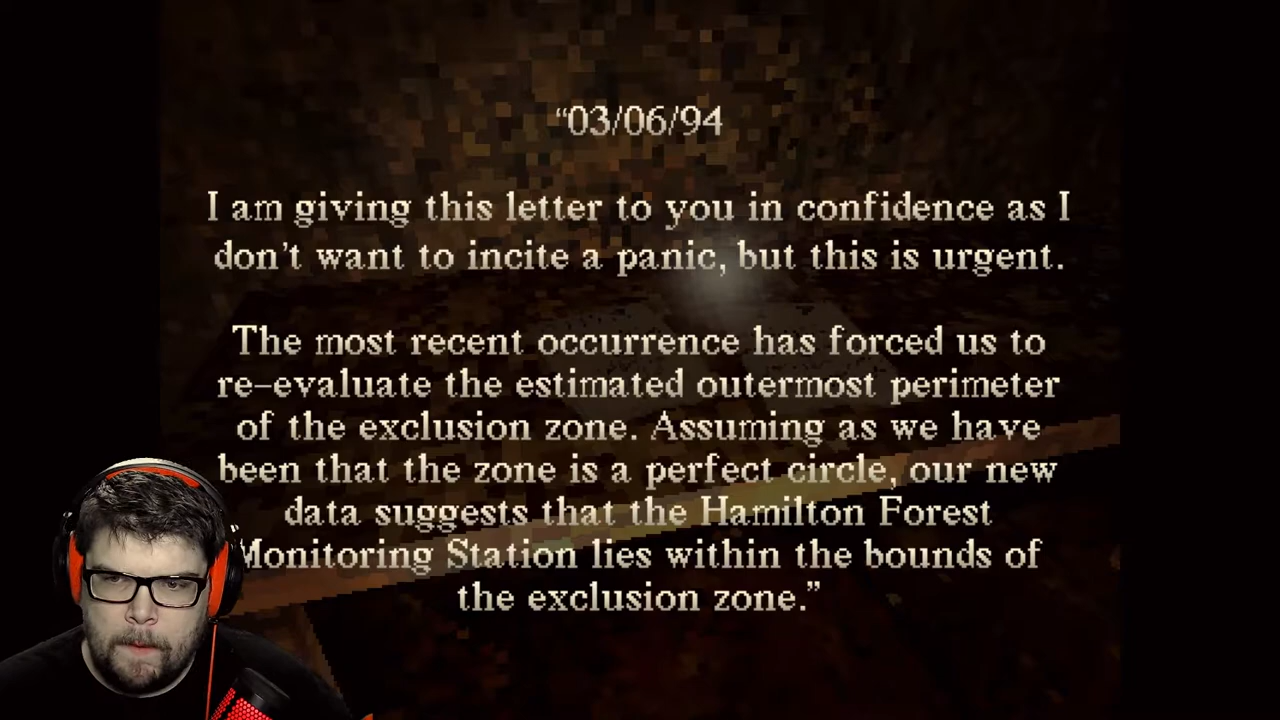 “03/06/94
I am giving this letter to you in confidence as I
don’t want to incite a panic, but this is urgent.
The most recent occurrence has forced us to
re-evaluate the estimated outermost perimeter
of the exclusion zone. Assuming as we have
been that the zone is a perfect circle, our new
data suggests that the Hamilton Forest
Monitoring Station lies within the bounds of
the exclusion zone.”